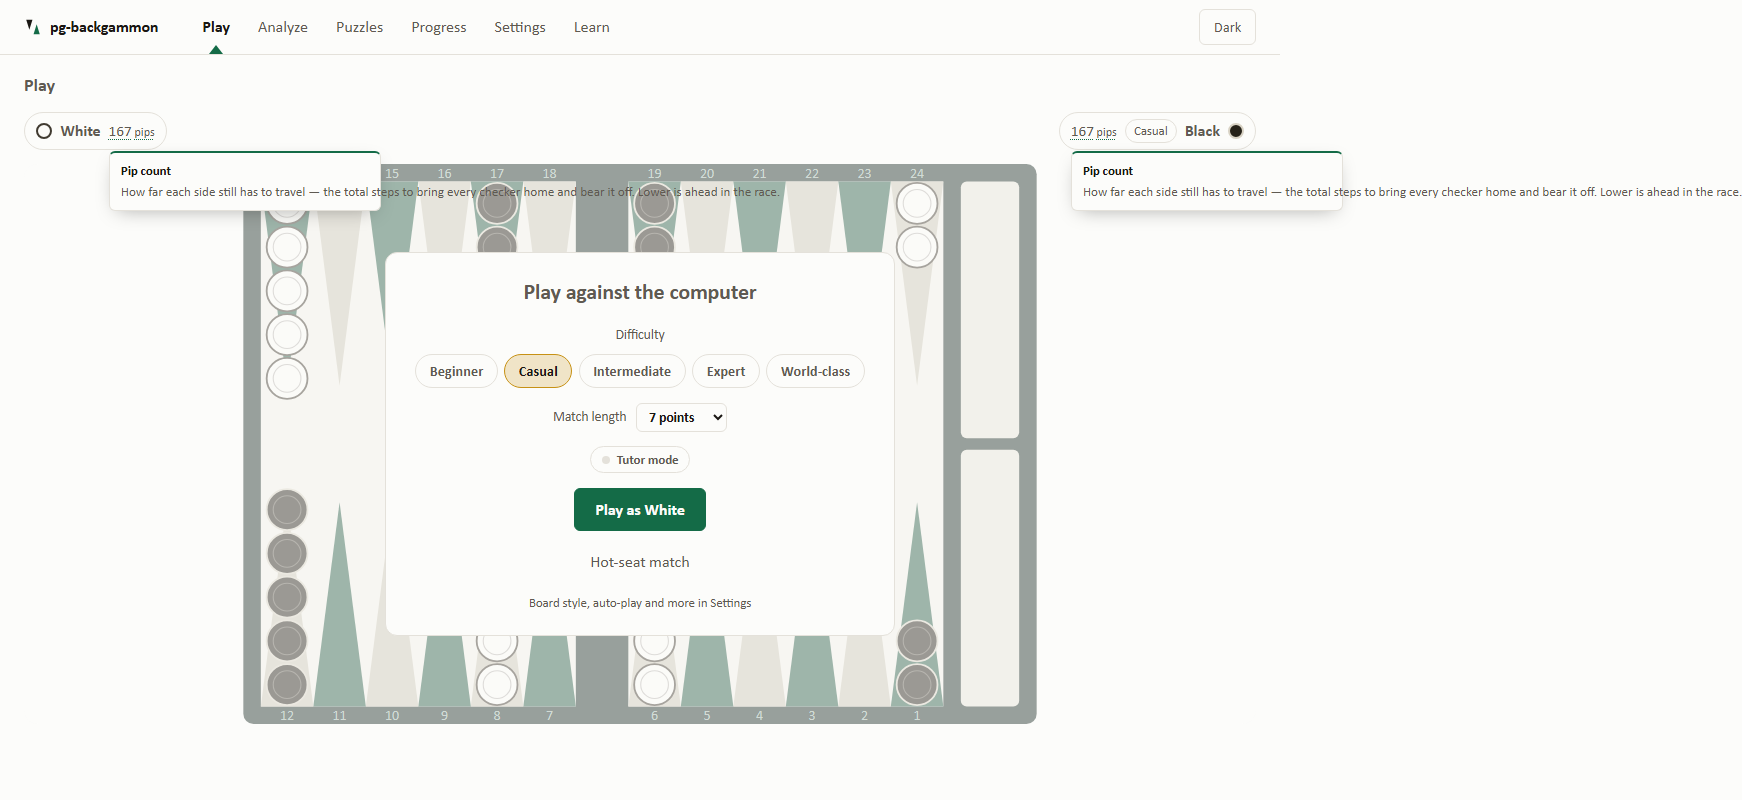 pg-backgammon Play Analyze Puzzles Progress Settings Learn Dark
Play
White 167 pips
167 pips Casual Black
Pip count
How far each side still has to travel — the total steps to bring every checker home and bear it off. Lower is ahead in the race.
Pip count
How far each side still has to travel — the total steps to bring every checker home and bear it off. Lower is ahead in the race.
15 16 17 18 19 20 21 22 23 24
Play against the computer
Difficulty
Beginner Casual Intermediate Expert World-class
Match length 7 points
Tutor mode
Play as White
Hot-seat match
Board style, auto-play and more in Settings
12 11 10 9 8 7 6 5 4 3 2 1